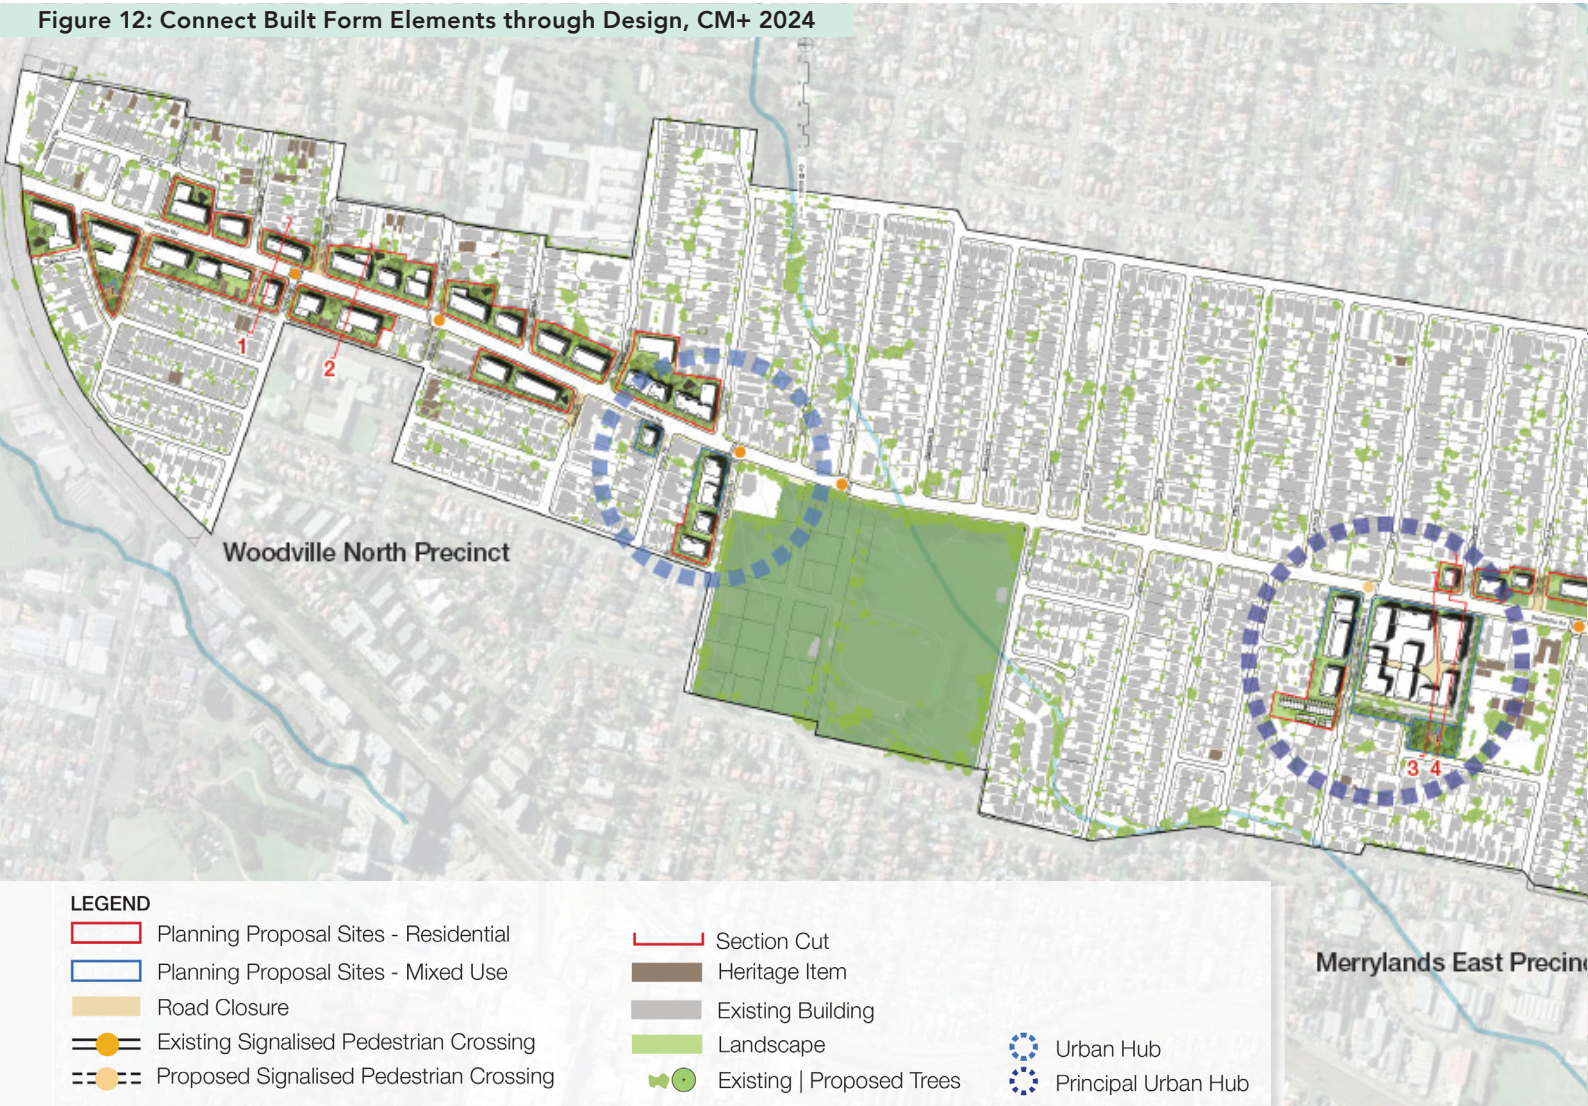 Figure 12: Connect Built Form Elements through Design, CM+ 2024
1
2
Woodville North Precinct
3 4
Merrylands East Precinc
LEGEND
Planning Proposal Sites - Residential
Planning Proposal Sites - Mixed Use
Road Closure
Existing Signalised Pedestrian Crossing
Proposed Signalised Pedestrian Crossing
Section Cut
Heritage Item
Existing Building
Landscape
Existing | Proposed Trees
Urban Hub
Principal Urban Hub